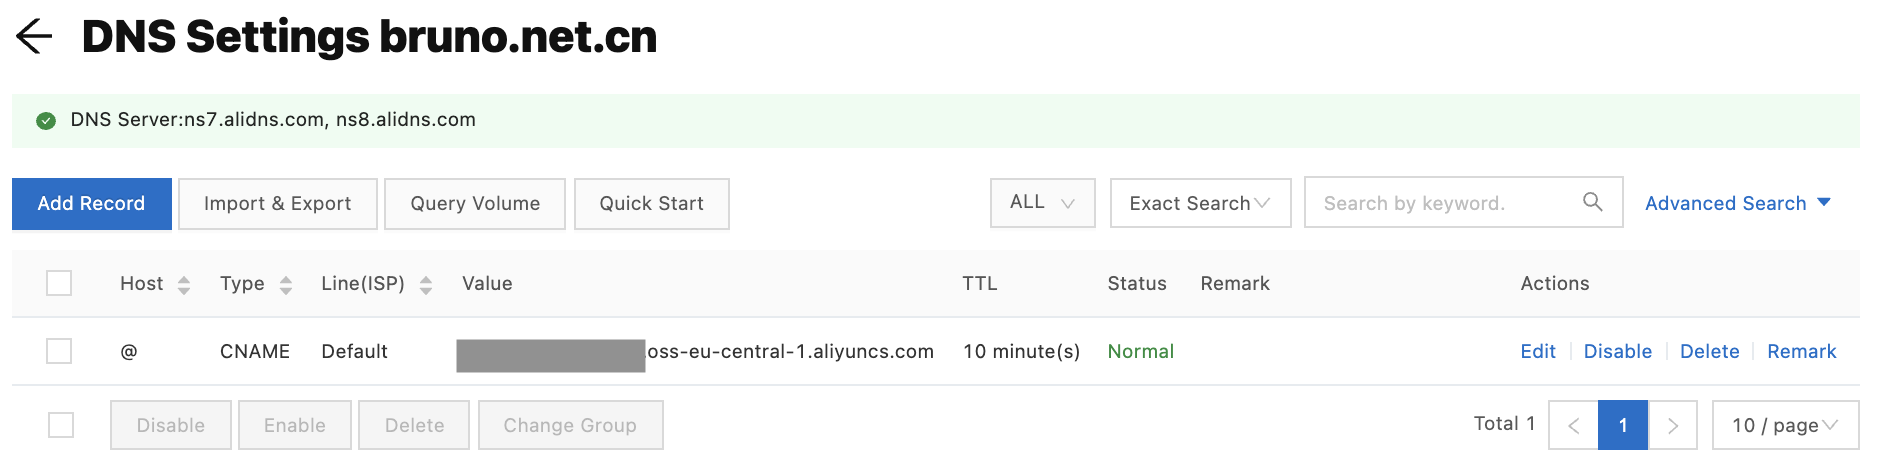 DNS Settings bruno.net.cn
DNS Server:ns7.alidns.com, ns8.alidns.com
Add Record Import & Export Query Volume Quick Start ALL Exact Search Search by keyword. Advanced Search
Host Type Line(ISP) Value TTL Status Remark Actions
@ CNAME Default .oss-eu-central-1.aliyuncs.com 10 minute(s) Normal Edit Disable Delete Remark
Disable Enable Delete Change Group Total 1 1 10 / page